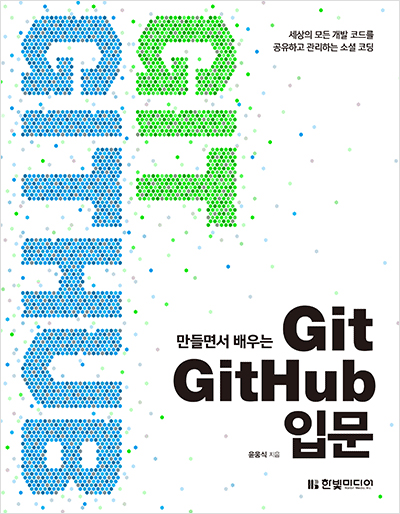 세상의 모든 개발 코드를
공유하고 관리하는 소셜 코딩
GIT
GITHUB
만들면서 배우는 Git
GitHub
입문
윤웅식 지음
한빛미디어